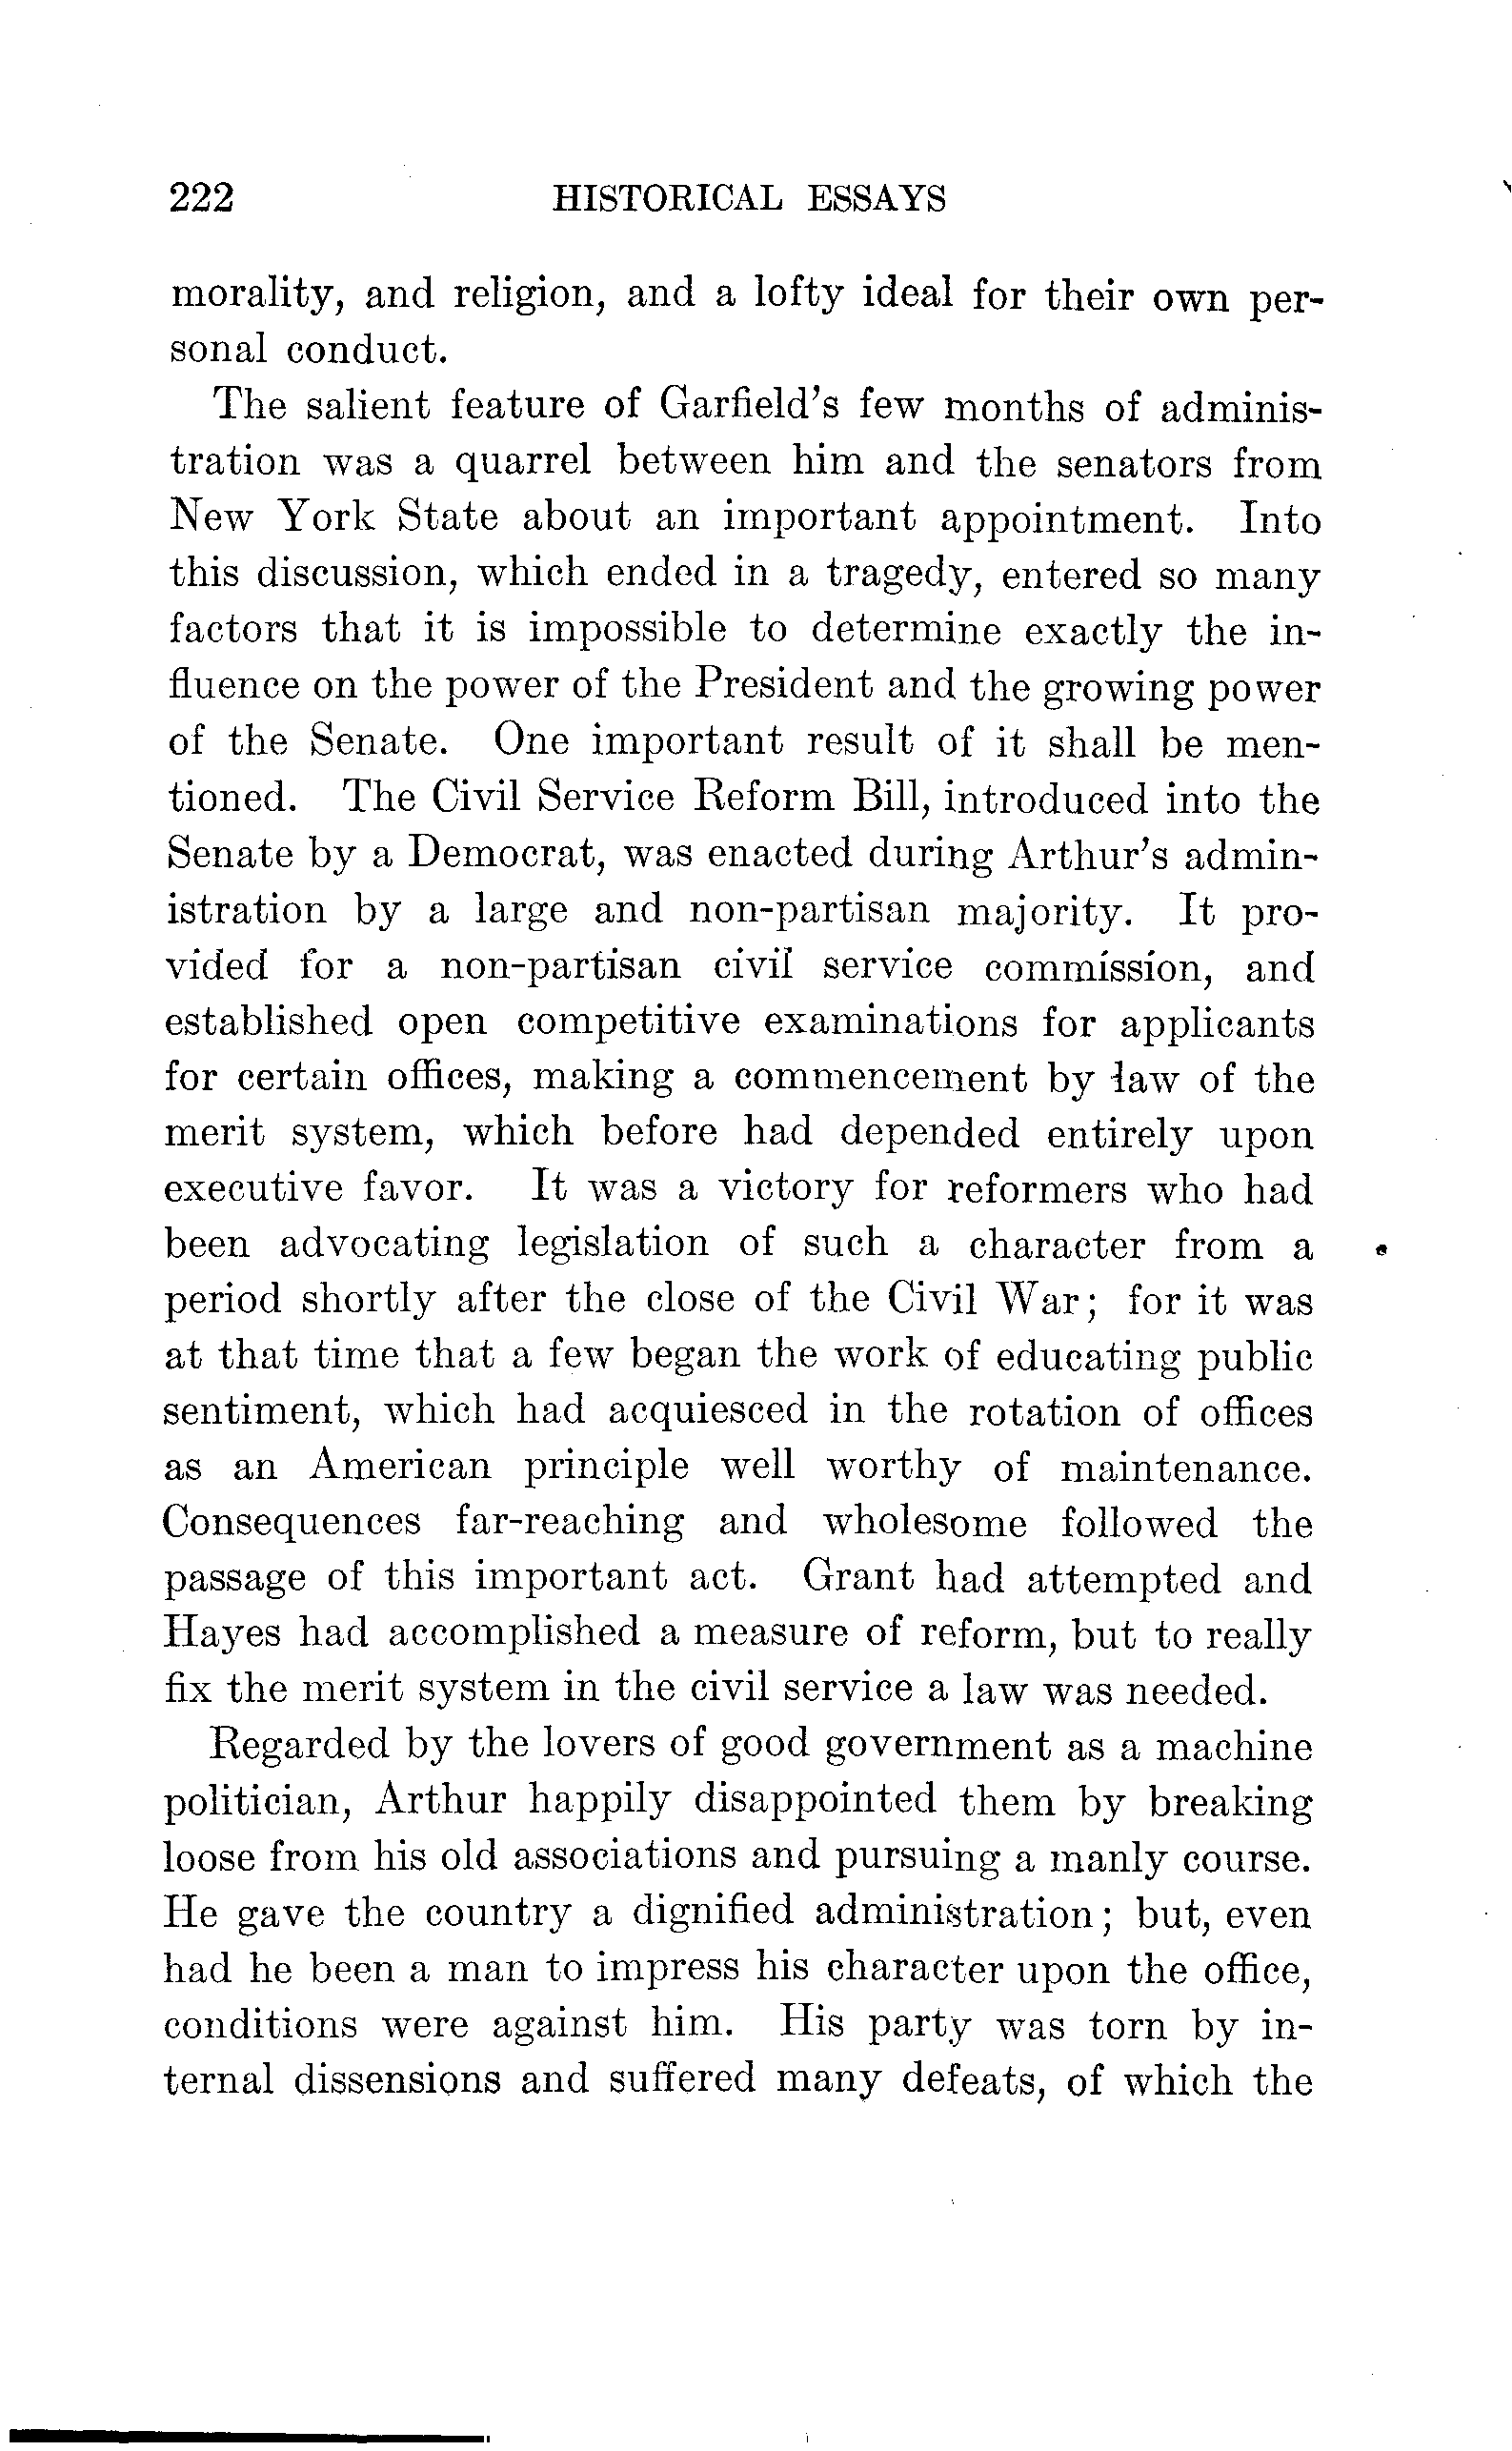 222 HISTORICAL ESSAYS
morality, and religion, and a lofty ideal for their own per-
sonal conduct.
The salient feature of Garfield's few months of adminis-
tration was a quarrel between him and the senators from
New York State about an important appointment. Into
this discussion, which ended in a tragedy, entered so many
factors that it is impossible to determine exactly the in-
fluence on the power of the President and the growing power
of the Senate. One important result of it shall be men-
tioned. The Civil Service Reform Bill, introduced into the
Senate by a Democrat, was enacted during Arthur's admin-
istration by a large and non-partisan majority. It pro-
vided for a non-partisan civil service commission, and
established open competitive examinations for applicants
for certain offices, making a commencement by law of the
merit system, which before had depended entirely upon
executive favor. It was a victory for reformers who had
been advocating legislation of such a character from a
period shortly after the close of the Civil War; for it was
at that time that a few began the work of educating public
sentiment, which had acquiesced in the rotation of offices
as an American principle well worthy of maintenance.
Consequences far-reaching and wholesome followed the
passage of this important act. Grant had attempted and
Hayes had accomplished a measure of reform, but to really
fix the merit system in the civil service a law was needed.
Regarded by the lovers of good government as a machine
politician, Arthur happily disappointed them by breaking
loose from his old associations and pursuing a manly course.
He gave the country a dignified administration; but, even
had he been a man to impress his character upon the office,
conditions were against him. His party was torn by in-
ternal dissensions and suffered many defeats, of which the